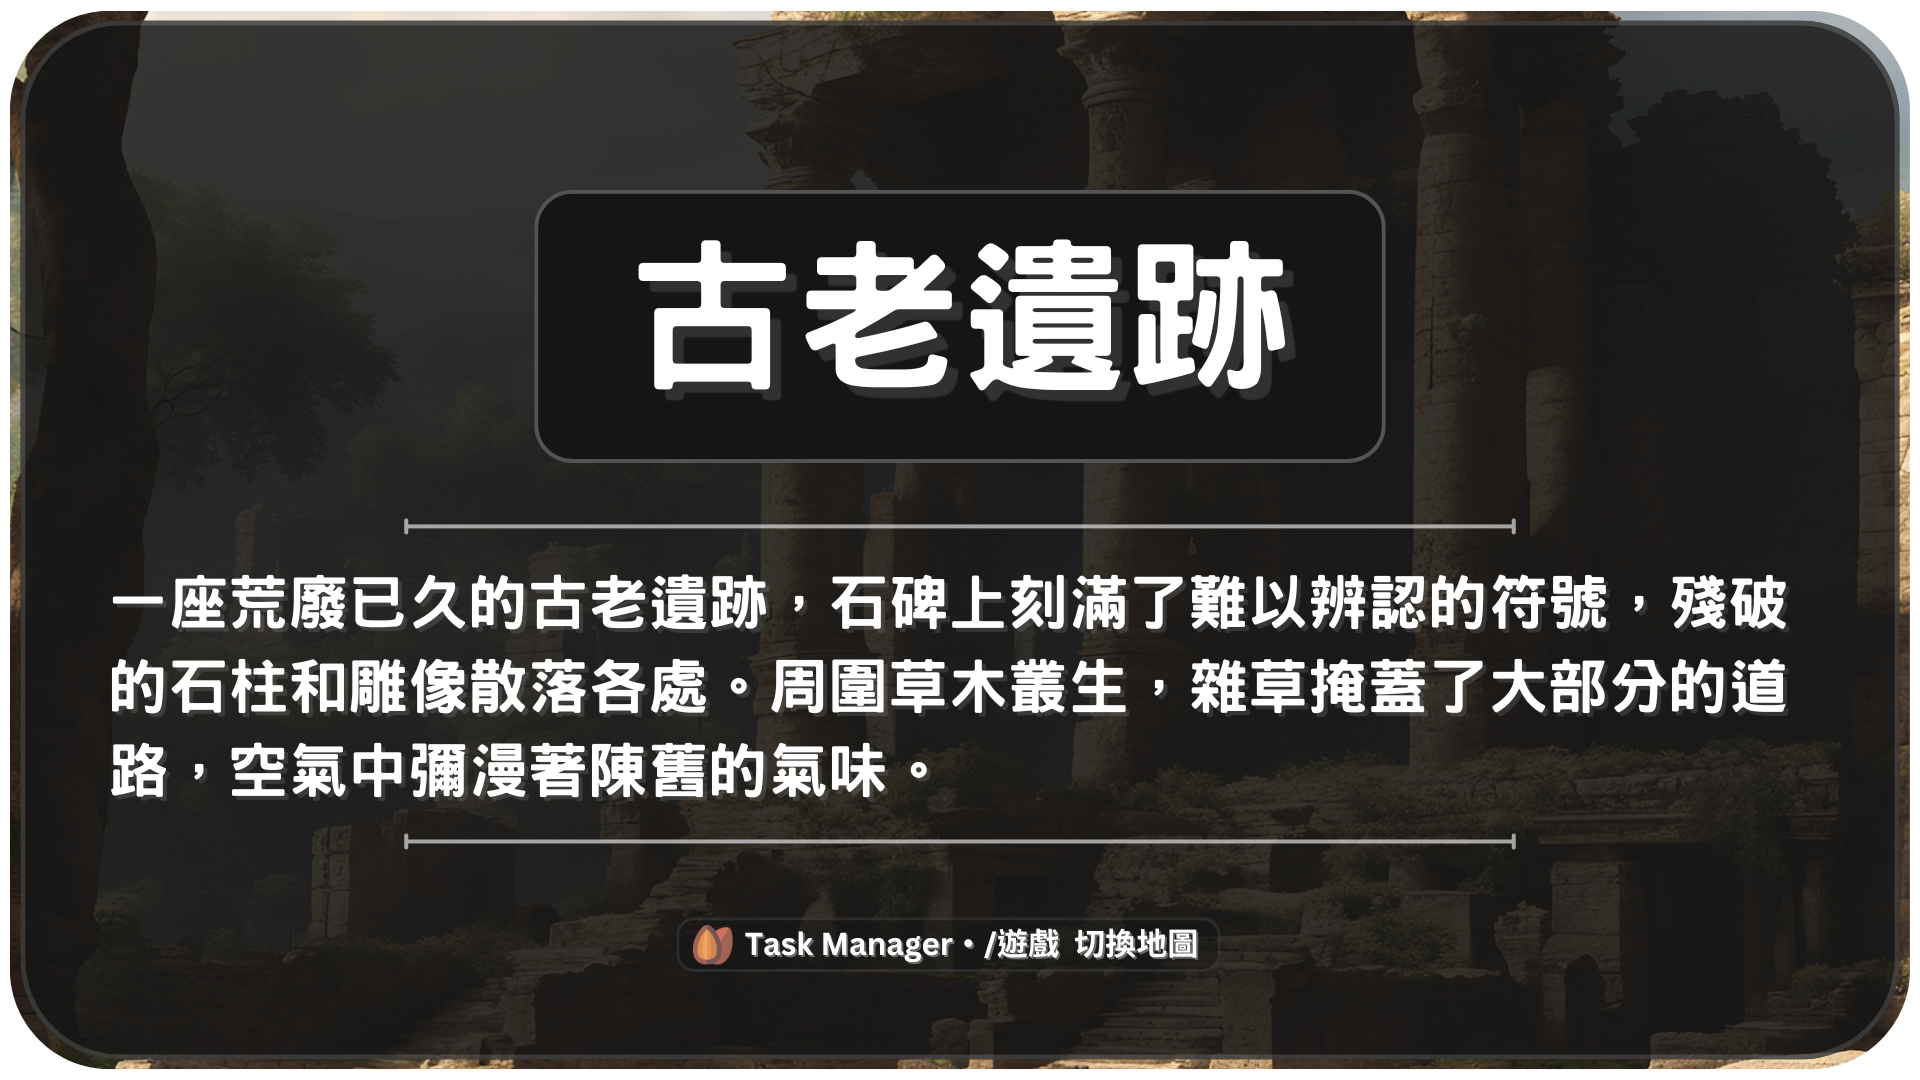 古老遺跡
一座荒廢已久的古老遺跡，石碑上刻滿了難以辨認的符號，殘破
的石柱和雕像散落各處。周圍草木叢生，雜草掩蓋了大部分的道
路，空氣中彌漫著陳舊的氣味。
Task Manager • /遊戲 切換地圖